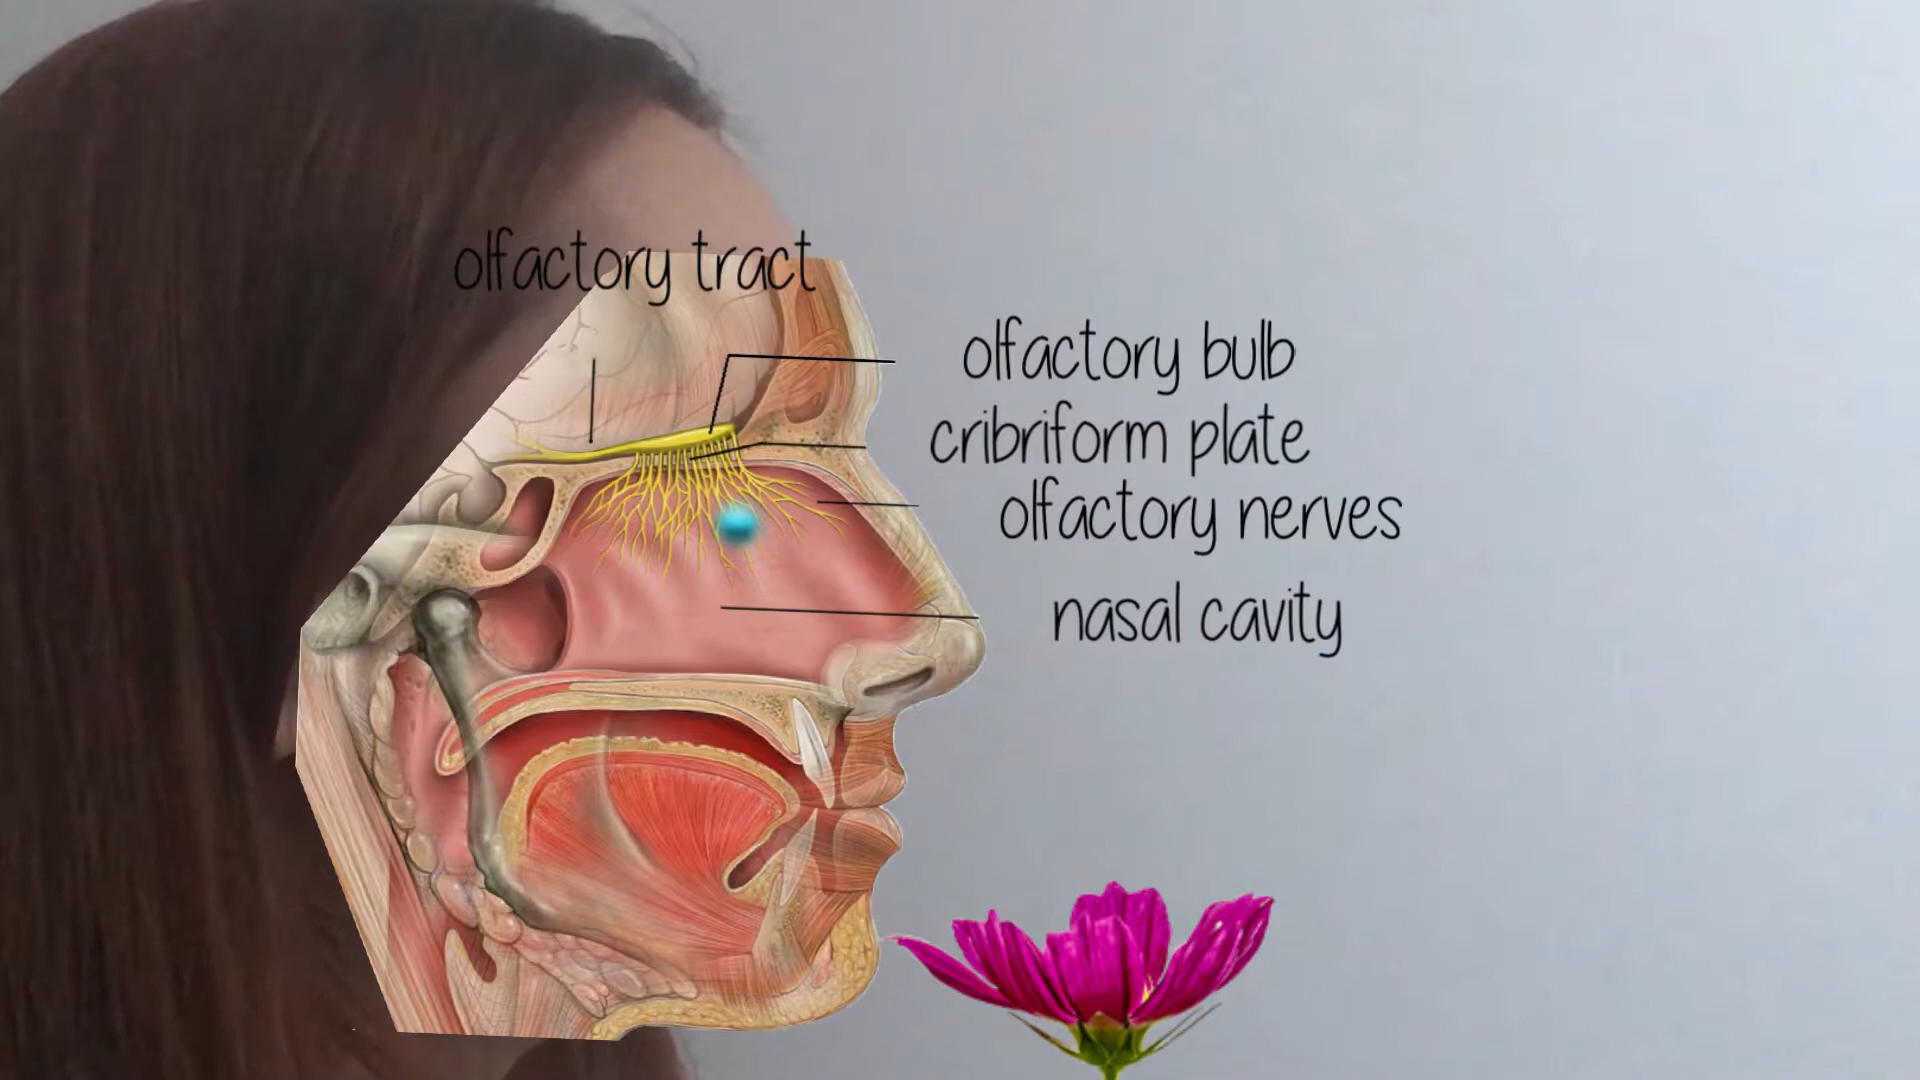 olfactory tract
olfactory bulb
cribriform plate
olfactory nerves
nasal cavity